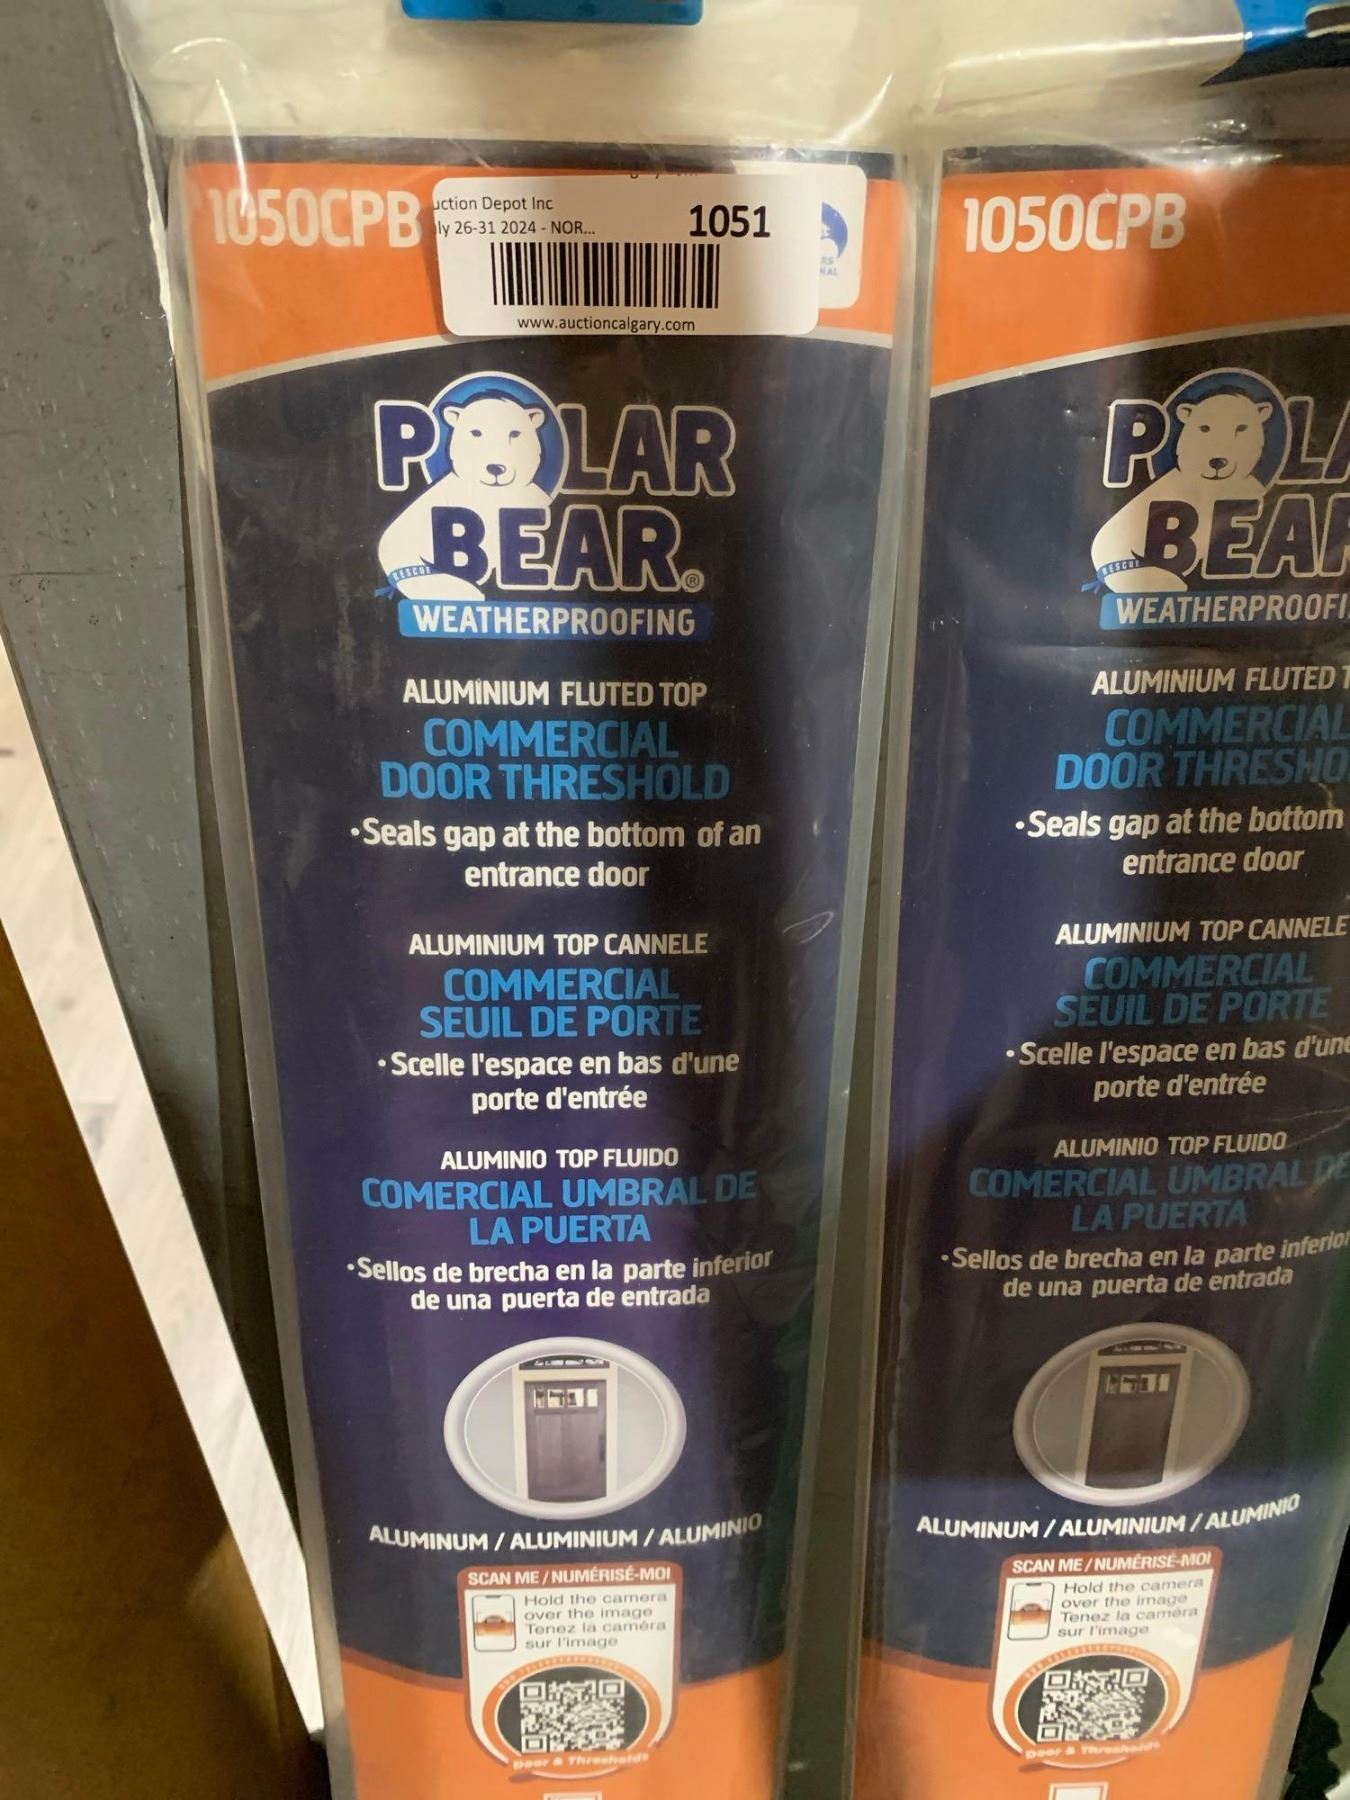 1050CPB
uction Depot Inc
ly 26-31 2024 - NOR...
1051
www.auctioncalgary.com
POLAR
BEAR®
RESCUE
WEATHERPROOFING
ALUMINIUM FLUTED TOP
COMMERCIAL
DOOR THRESHOLD
•Seals gap at the bottom of an
entrance door
ALUMINIUM TOP CANNELE
COMMERCIAL
SEUIL DE PORTE
•Scelle l'espace en bas d'une
porte d'entrée
ALUMINIO TOP FLUIDO
COMERCIAL UMBRAL DE
LA PUERTA
•Sellos de brecha en la parte inferior
de una puerta de entrada
ALUMINUM / ALUMINIUM / ALUMINIO
SCAN ME / NUMÉRISÉ-MOI
Hold the camera
over the image
Tenez la caméra
sur l'image
Door & Thresholds
1050CPB
POLA
BEAR
RESCUE
WEATHERPROOFI
ALUMINIUM FLUTED T
COMMERCIAL
DOOR THRESHO
•Seals gap at the bottom
entrance door
ALUMINIUM TOP CANNELE
COMMERCIAL
SEUIL DE PORTE
•Scelle l'espace en bas d'une
porte d'entrée
ALUMINIO TOP FLUIDO
COMERCIAL UMBRAL DE
LA PUERTA
•Sellos de brecha en la parte inferior
de una puerta de entrada
ALUMINUM / ALUMINIUM / ALUMINIO
SCAN ME / NUMÉRISÉ-MOI
Hold the camera
over the image
Tenez la caméra
sur l'image
Door & Thresholds